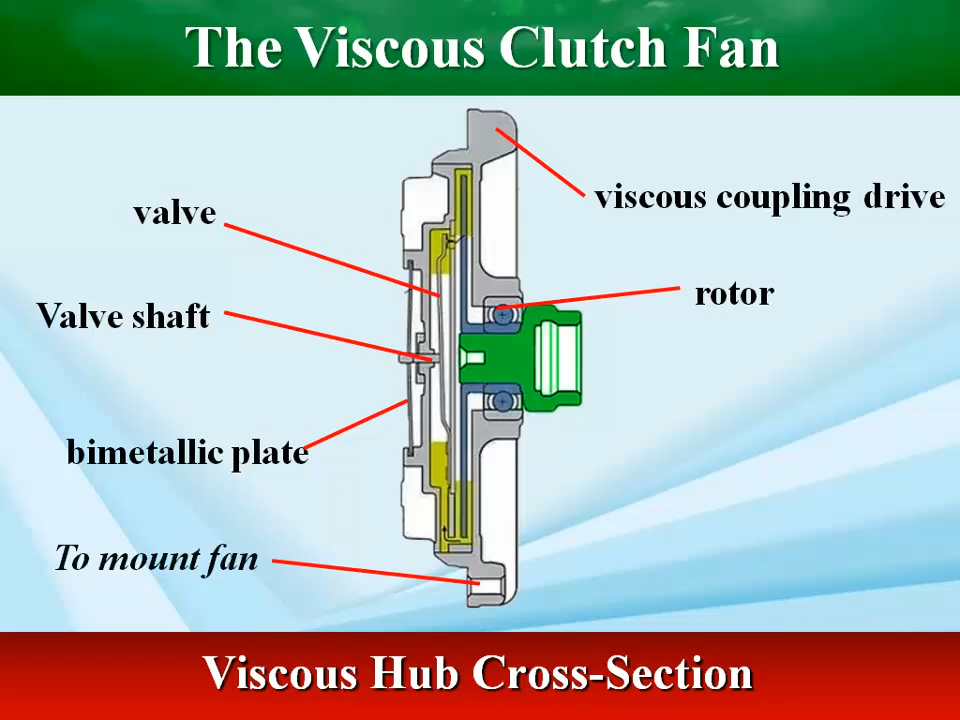 The Viscous Clutch Fan
viscous coupling drive
valve
rotor
Valve shaft
bimetallic plate
To mount fan
Viscous Hub Cross-Section